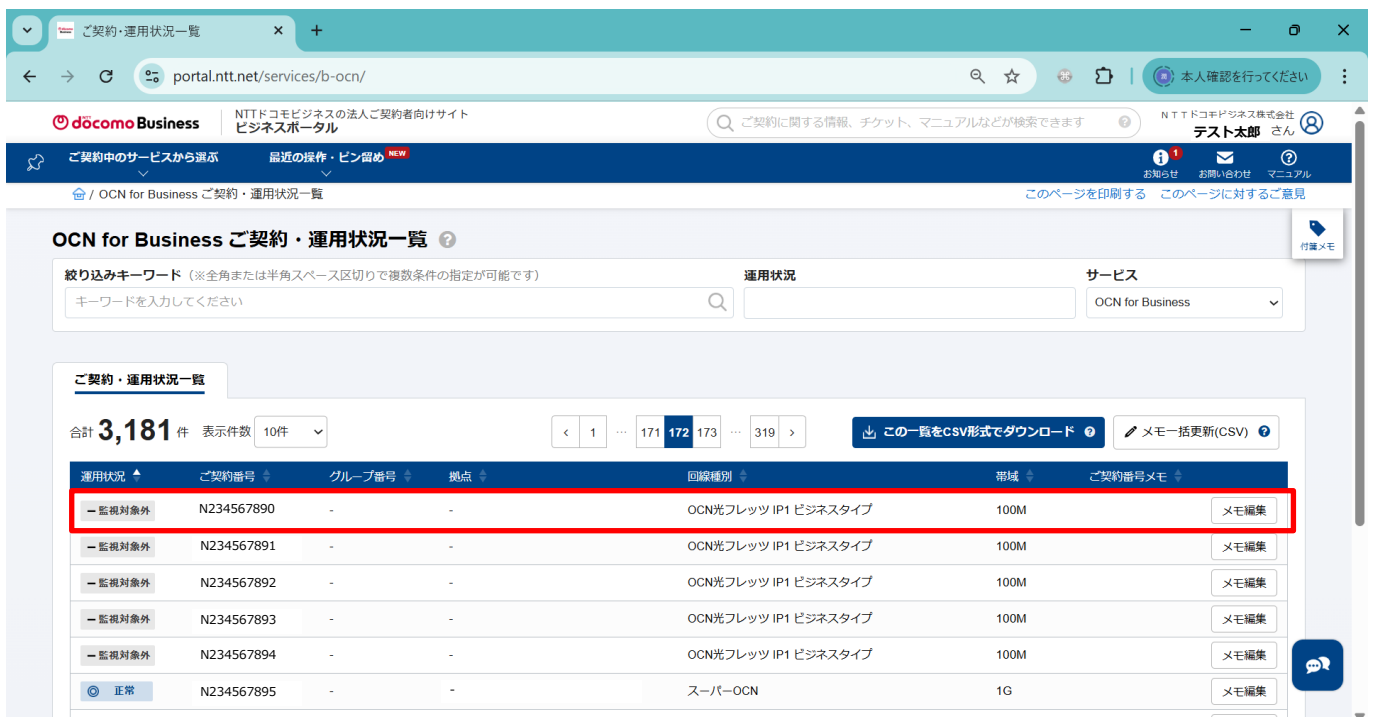 ご契約・運用状況一覧
portal.ntt.net/services/b-ocn/
本人確認を行ってください
döcomo Business
NTTドコモビジネスの法人ご契約者向けサイト
ビジネスポータル
ご契約に関する情報、チケット、マニュアルなどが検索できます
NTTドコモビジネス株式会社
テスト太郎 さん
ご契約中のサービスから選ぶ
最近の操作・ピン留め NEW
1
お知らせ
お問い合わせ
マニュアル
/ OCN for Business ご契約・運用状況一覧
このページを印刷する このページに対するご意見
付箋メモ
OCN for Business ご契約・運用状況一覧
絞り込みキーワード（※全角または半角スペース区切りで複数条件の指定が可能です）
運用状況
サービス
キーワードを入力してください
OCN for Business
ご契約・運用状況一覧
合計 3,181 件 表示件数 10件
< 1 ... 171 172 173 ... 319 >
この一覧をCSV形式でダウンロード
メモ一括更新(CSV)
運用状況 ご契約番号 グループ番号 拠点 回線種別 帯域 ご契約番号メモ
監視対象外 N234567890 - - OCN光フレッツ IP1 ビジネスタイプ 100M メモ編集
監視対象外 N234567891 - - OCN光フレッツ IP1 ビジネスタイプ 100M メモ編集
監視対象外 N234567892 - - OCN光フレッツ IP1 ビジネスタイプ 100M メモ編集
監視対象外 N234567893 - - OCN光フレッツ IP1 ビジネスタイプ 100M メモ編集
監視対象外 N234567894 - - OCN光フレッツ IP1 ビジネスタイプ 100M メモ編集
◎ 正常 N234567895 - - スーパーOCN 1G メモ編集